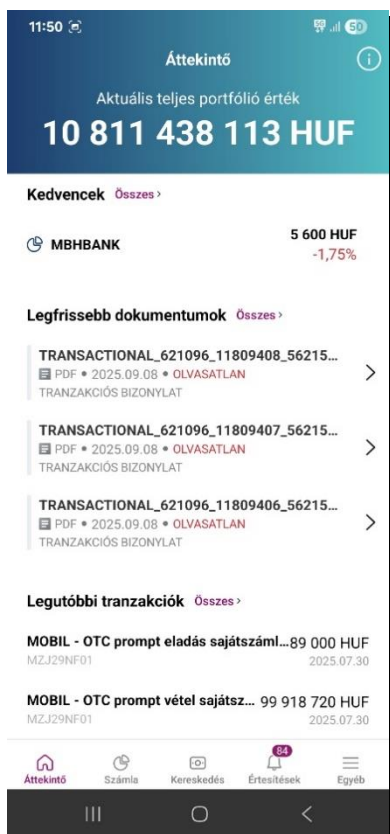 11:50
50
Áttekintő
Aktuális teljes portfólió érték
10 811 438 113 HUF
Kedvencek Összes >
MBHBANK 5 600 HUF
-1,75%
Legfrissebb dokumentumok Összes >
TRANSACTIONAL_621096_11809408_56215...
PDF • 2025.09.08 • OLVASATLAN
TRANZAKCIÓS BIZONYLAT
TRANSACTIONAL_621096_11809407_56215...
PDF • 2025.09.08 • OLVASATLAN
TRANZAKCIÓS BIZONYLAT
TRANSACTIONAL_621096_11809406_56215...
PDF • 2025.09.08 • OLVASATLAN
TRANZAKCIÓS BIZONYLAT
Legutóbbi tranzakciók Összes >
MOBIL - OTC prompt eladás sajátszáml...89 000 HUF
MZJ29NF01 2025.07.30
MOBIL - OTC prompt vétel sajátsz... 99 918 720 HUF
MZJ29NF01 2025.07.30
84
Áttekintő Számla Kereskedés Értesítések Egyéb